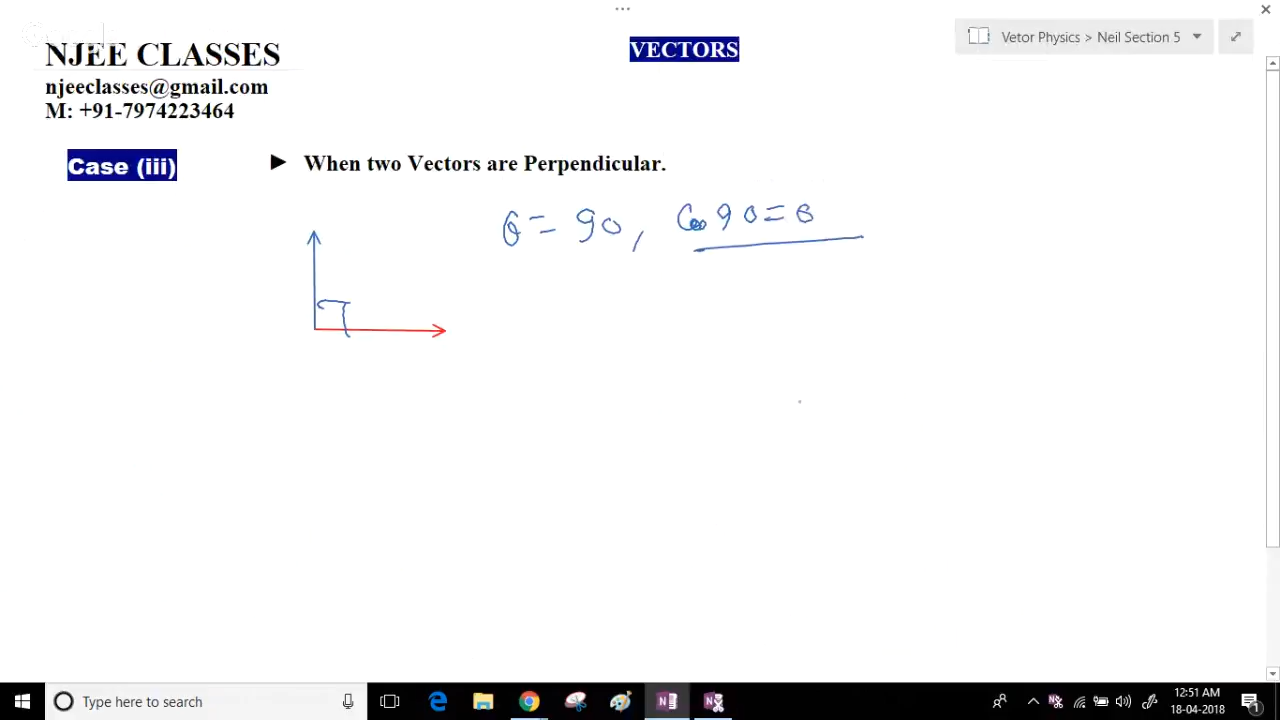 NJEE CLASSES
VECTORS
Vetor Physics > Neil Section 5
njeeclasses@gmail.com
M: +91-7974223464
Case (iii)
► When two Vectors are Perpendicular.
θ = 90, Cos 90 = 0
Type here to search
12:51 AM
18-04-2018
1